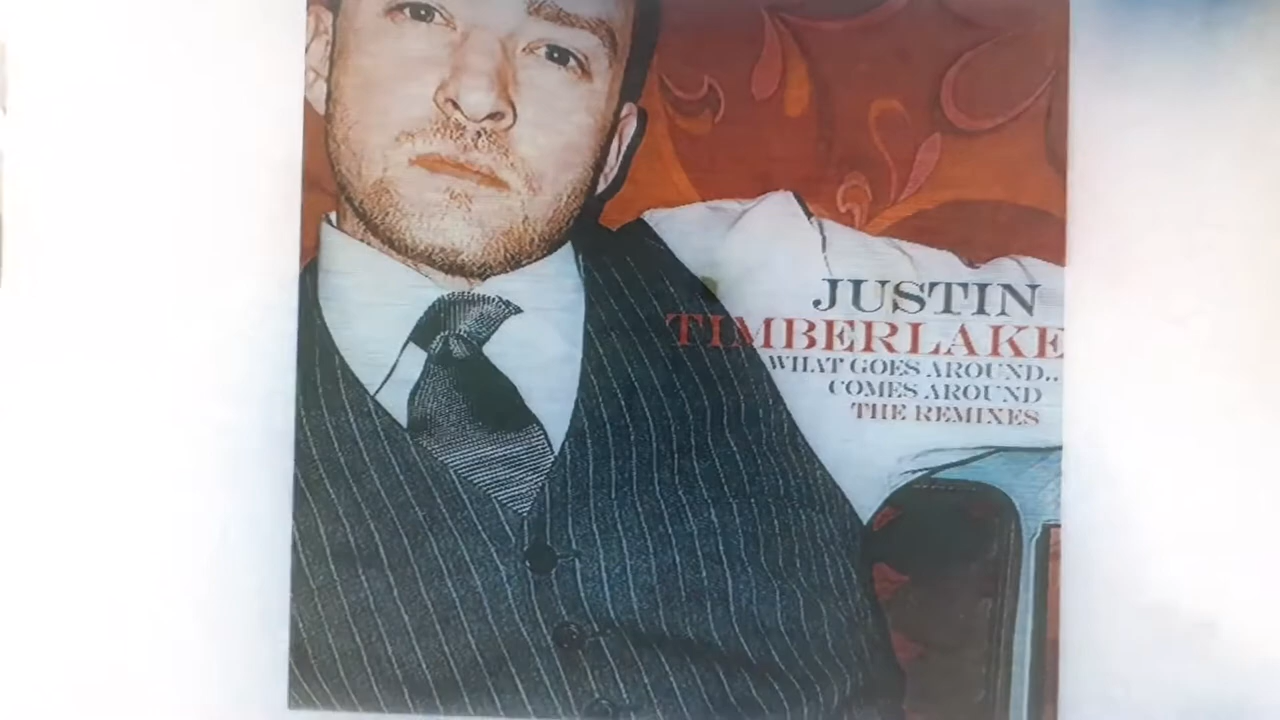 JUSTIN
TIMBERLAKE
WHAT GOES AROUND..
COMES AROUND
THE REMIXES